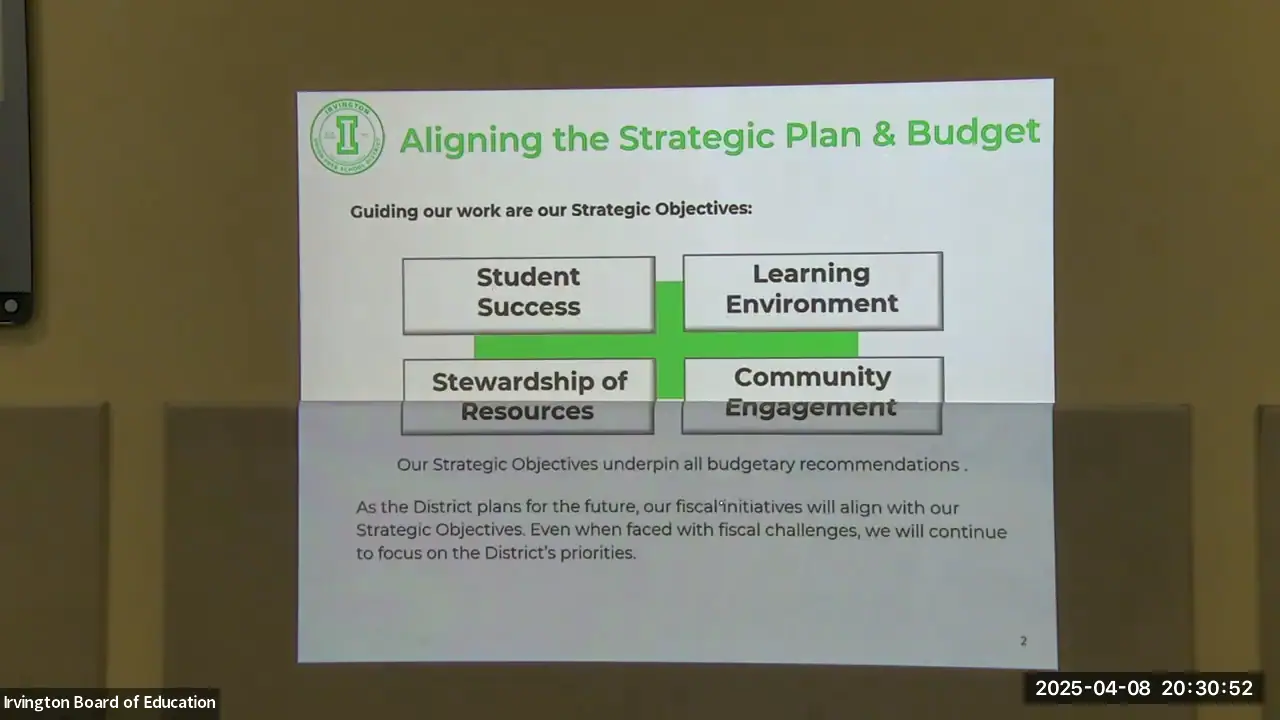 IRVINGTON
I
Aligning the Strategic Plan & Budget
Guiding our work are our Strategic Objectives:
Student
Success
Learning
Environment
Stewardship of
Resources
Community
Engagement
Our Strategic Objectives underpin all budgetary recommendations .
As the District plans for the future, our fiscal initiatives will align with our
Strategic Objectives. Even when faced with fiscal challenges, we will continue
to focus on the District's priorities.
2
Irvington Board of Education
2025-04-08 20:30:52